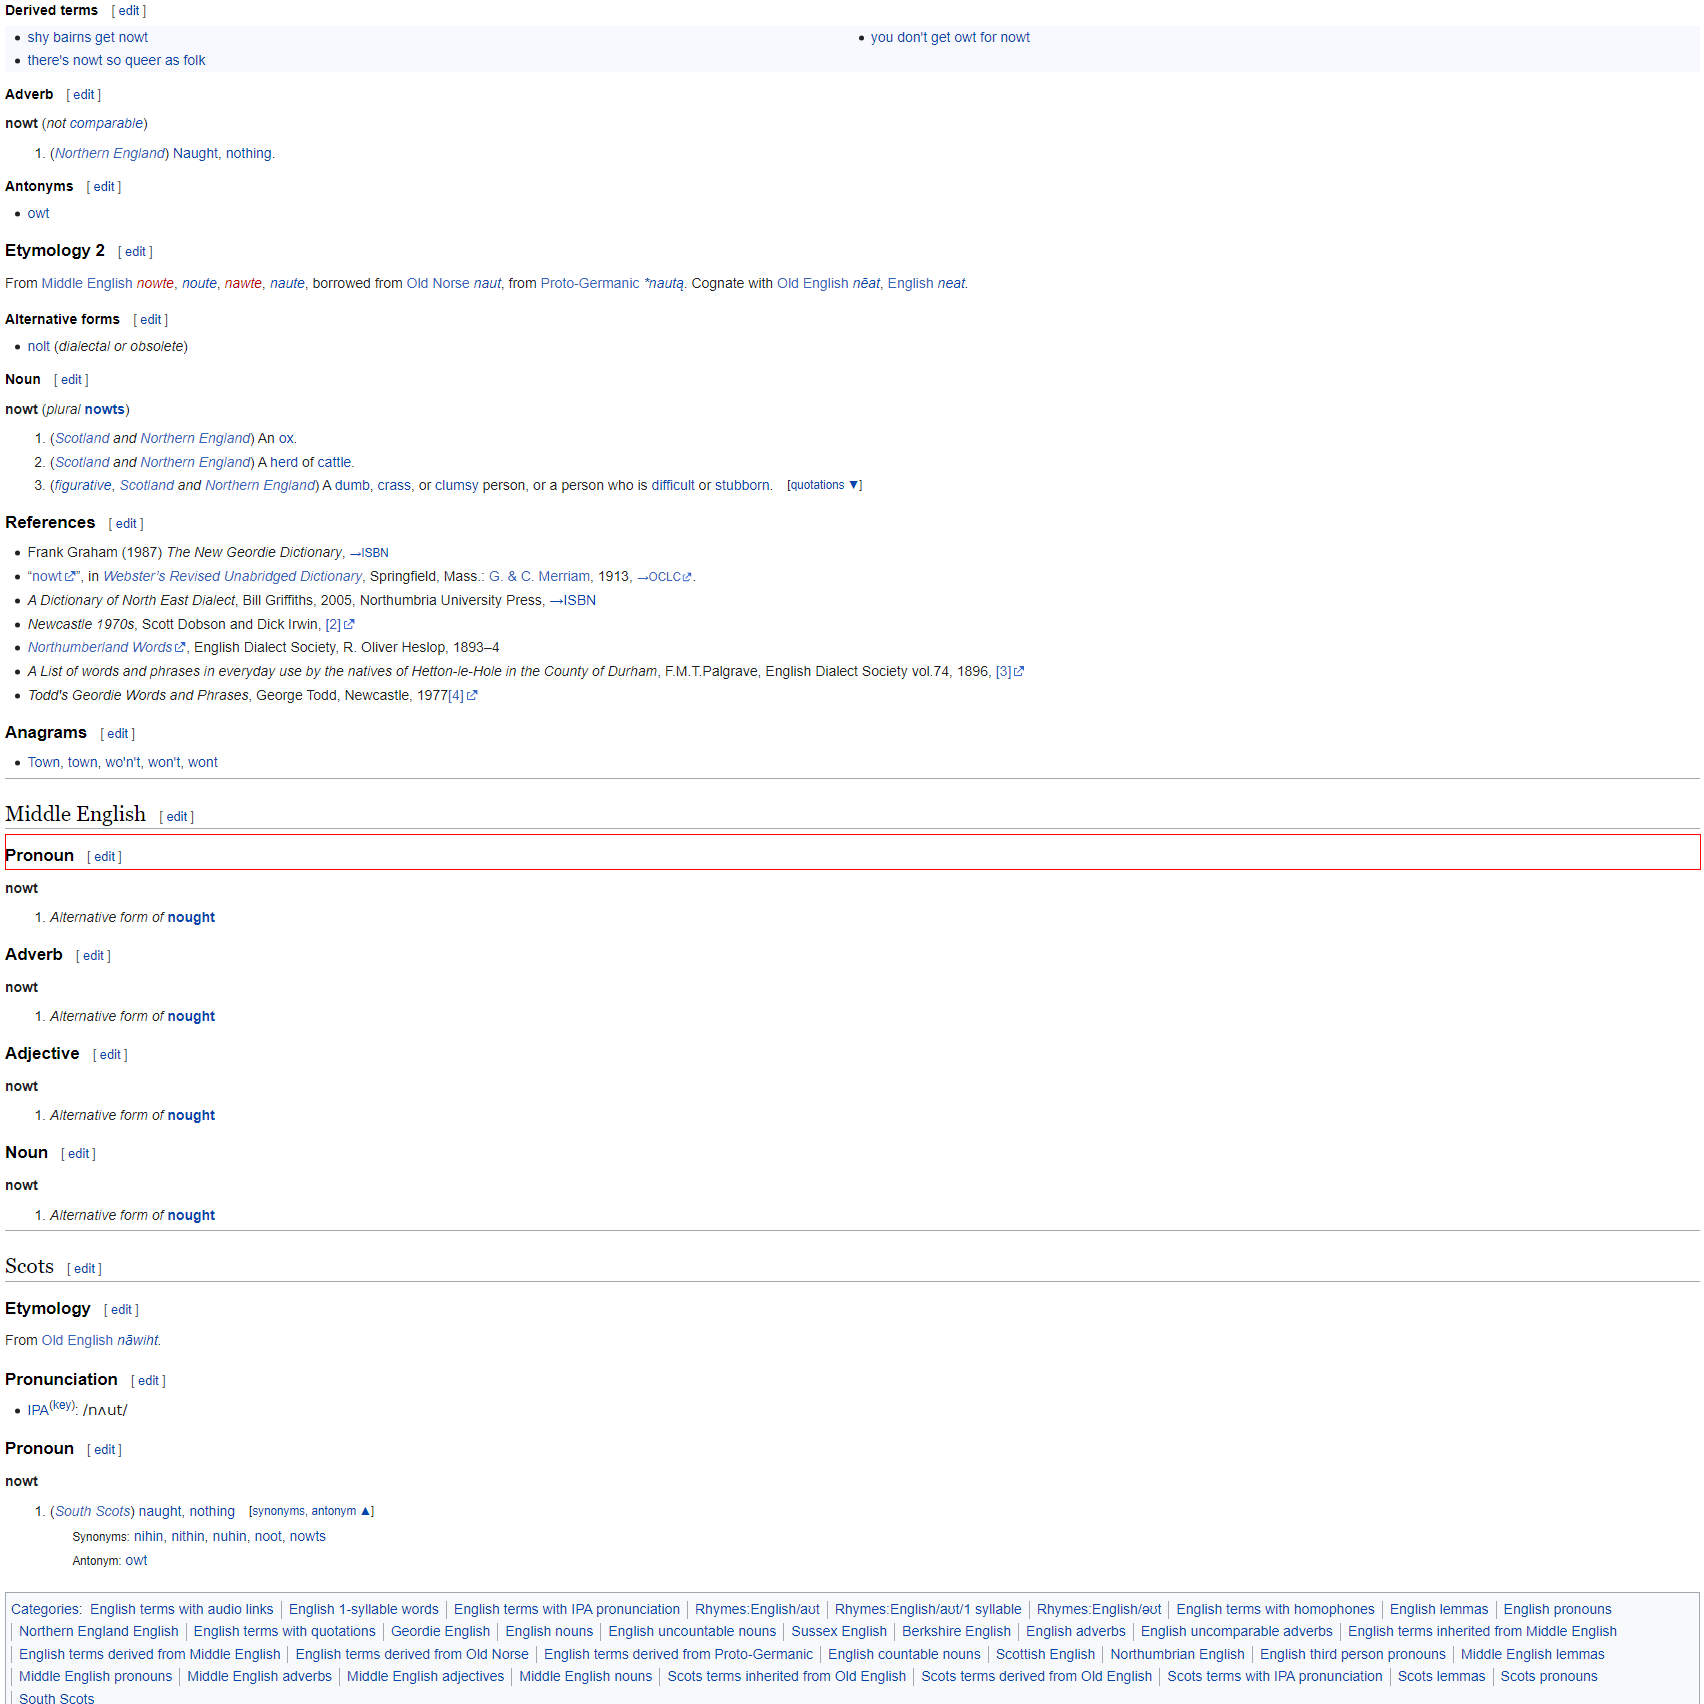 Derived terms [ edit ]
shy bairns get nowt
you don't get owt for nowt
there's nowt so queer as folk
Adverb [ edit ]
nowt (not comparable)
1. (Northern England) Naught, nothing.
Antonyms [ edit ]
owt
Etymology 2 [ edit ]
From Middle English nowte, noute, nawte, naute, borrowed from Old Norse naut, from Proto-Germanic *nautą. Cognate with Old English nēat, English neat.
Alternative forms [ edit ]
nolt (dialectal or obsolete)
Noun [ edit ]
nowt (plural nowts)
1. (Scotland and Northern England) An ox.
2. (Scotland and Northern England) A herd of cattle.
3. (figurative, Scotland and Northern England) A dumb, crass, or clumsy person, or a person who is difficult or stubborn. [quotations ▼]
References [ edit ]
Frank Graham (1987) The New Geordie Dictionary, →ISBN
“nowt”, in Webster’s Revised Unabridged Dictionary, Springfield, Mass.: G. & C. Merriam, 1913, →OCLC.
A Dictionary of North East Dialect, Bill Griffiths, 2005, Northumbria University Press, →ISBN
Newcastle 1970s, Scott Dobson and Dick Irwin, [2]
Northumberland Words, English Dialect Society, R. Oliver Heslop, 1893–4
A List of words and phrases in everyday use by the natives of Hetton-le-Hole in the County of Durham, F.M.T.Palgrave, English Dialect Society vol.74, 1896, [3]
Todd's Geordie Words and Phrases, George Todd, Newcastle, 1977[4]
Anagrams [ edit ]
Town, town, wo'n't, won't, wont
Middle English [ edit ]
Pronoun [ edit ]
nowt
1. Alternative form of nought
Adverb [ edit ]
nowt
1. Alternative form of nought
Adjective [ edit ]
nowt
1. Alternative form of nought
Noun [ edit ]
nowt
1. Alternative form of nought
Scots [ edit ]
Etymology [ edit ]
From Old English nāwiht.
Pronunciation [ edit ]
IPA(key): /nʌut/
Pronoun [ edit ]
nowt
1. (South Scots) naught, nothing [synonyms, antonym ▲]
Synonyms: nihin, nithin, nuhin, noot, nowts
Antonym: owt
Categories: English terms with audio links | English 1-syllable words | English terms with IPA pronunciation | Rhymes:English/aʊt | Rhymes:English/aʊt/1 syllable | Rhymes:English/əʊt | English terms with homophones | English lemmas | English pronouns
| Northern England English | English terms with quotations | Geordie English | English nouns | English uncountable nouns | Sussex English | Berkshire English | English adverbs | English uncomparable adverbs | English terms inherited from Middle English
| English terms derived from Middle English | English terms derived from Old Norse | English terms derived from Proto-Germanic | English countable nouns | Scottish English | Northumbrian English | English third person pronouns | Middle English lemmas
| Middle English pronouns | Middle English adverbs | Middle English adjectives | Middle English nouns | Scots terms inherited from Old English | Scots terms derived from Old English | Scots terms with IPA pronunciation | Scots lemmas | Scots pronouns
| South Scots